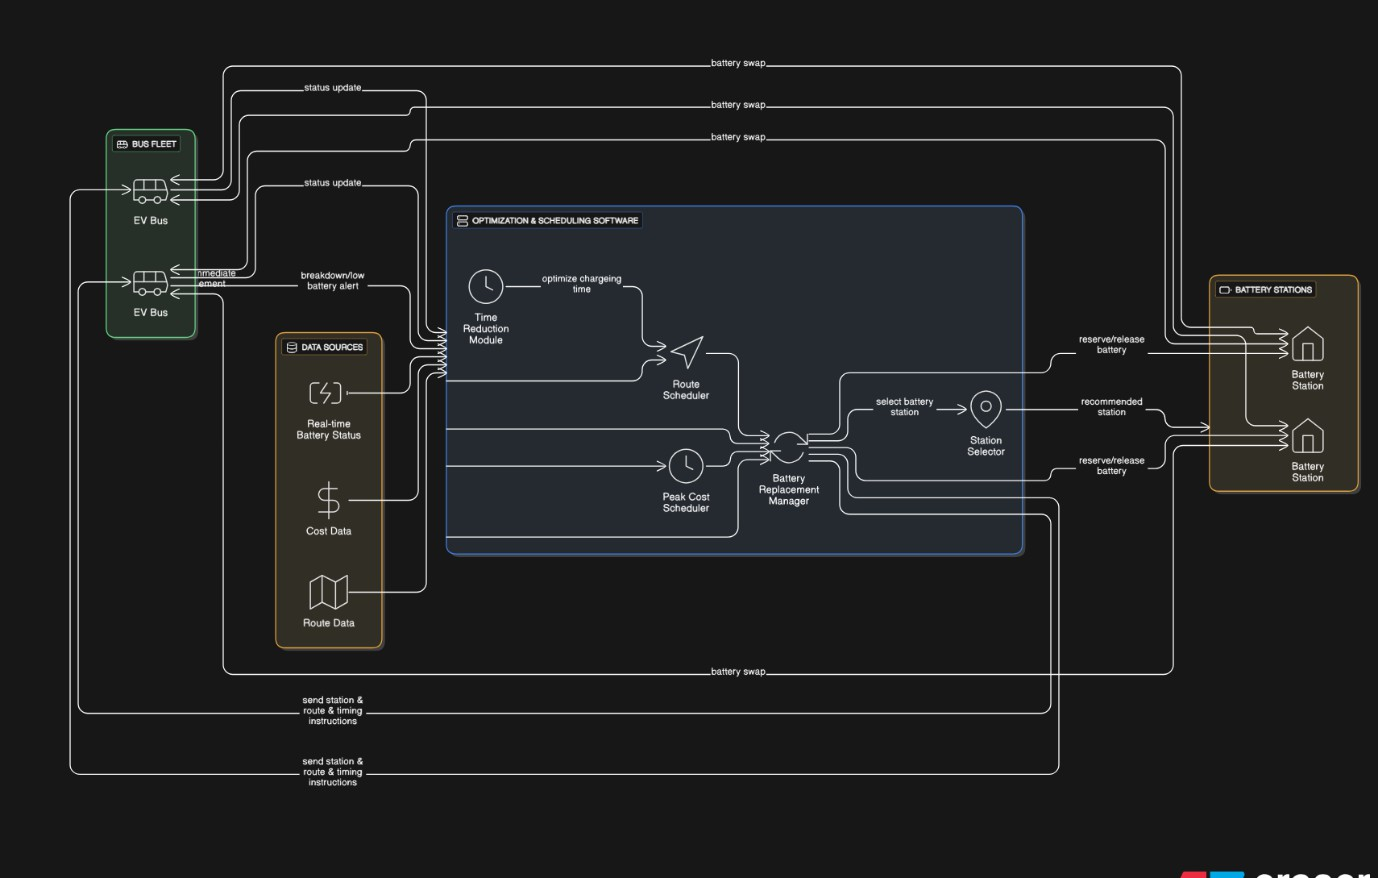 battery swap
status update
battery swap
battery swap
BUS FLEET
status update
EV Bus
OPTIMIZATION & SCHEDULING SOFTWARE
mmediate
ement
breakdown/low
battery alert
EV Bus
optimize chargeing
time
BATTERY STATIONS
Time
Reduction
Module
DATA SOURCES
Route
Scheduler
reserve/release
battery
Battery
Station
Real-time
Battery Status
select battery
station
recommended
station
Station
Selector
reserve/release
battery
Battery
Station
Peak Cost
Scheduler
Battery
Replacement
Manager
Cost Data
Route Data
battery swap
send station &
route & timing
instructions
send station &
route & timing
instructions